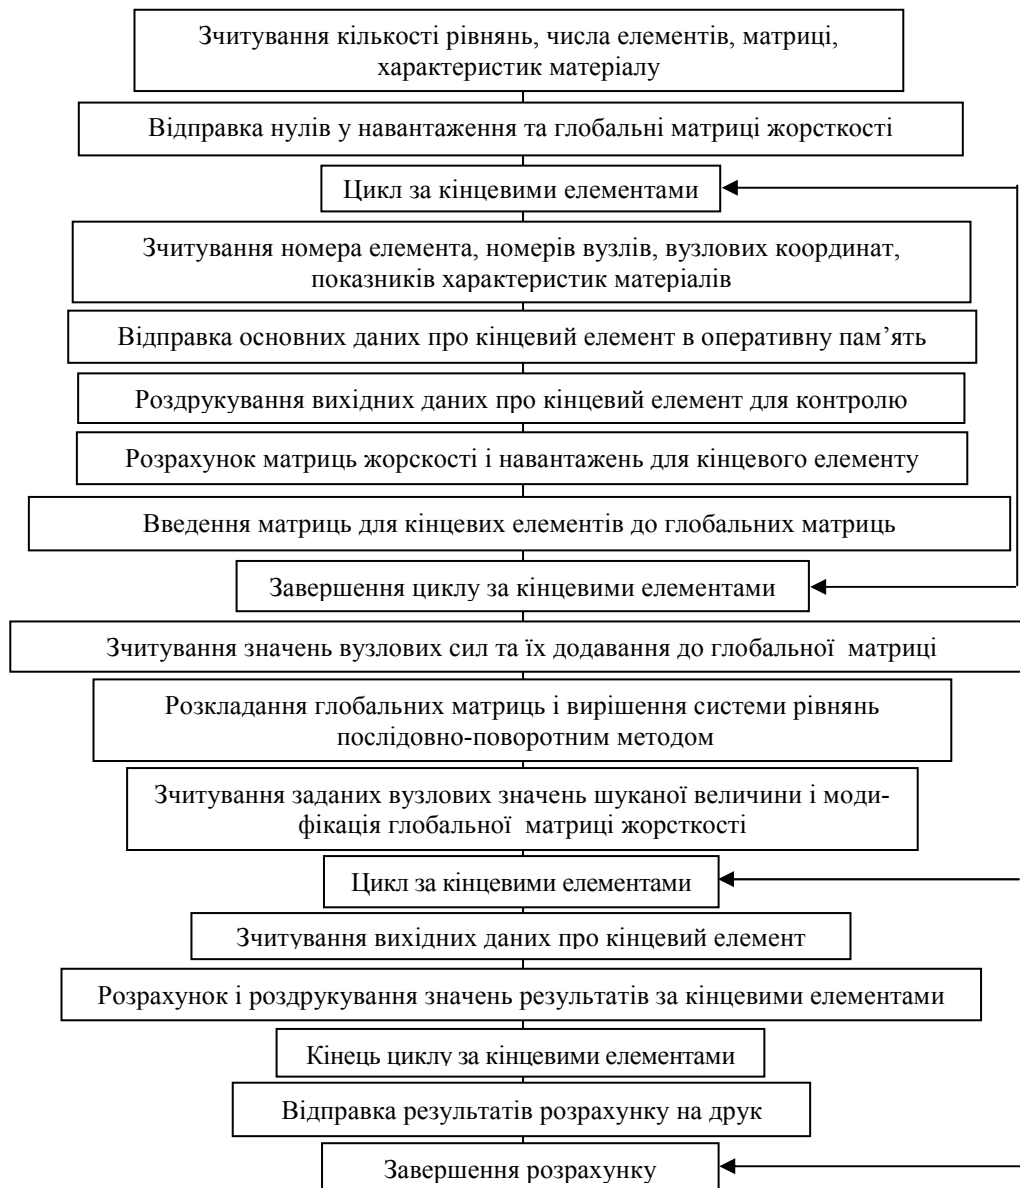 Зчитування кількості рівнянь, числа елементів, матриці,
характеристик матеріалу
Відправка нулів у навантаження та глобальні матриці жорсткості
Цикл за кінцевими елементами
Зчитування номера елемента, номерів вузлів, вузлових координат,
показників характеристик матеріалів
Відправка основних даних про кінцевий елемент в оперативну пам’ять
Роздрукування вихідних даних про кінцевий елемент для контролю
Розрахунок матриць жорскості і навантажень для кінцевого елементу
Введення матриць для кінцевих елементів до глобальних матриць
Завершення циклу за кінцевими елементами
Зчитування значень вузлових сил та їх додавання до глобальної матриці
Розкладання глобальних матриць і вирішення системи рівнянь
послідовно-поворотним методом
Зчитування заданих вузлових значень шуканої величини і моди-
фікація глобальної матриці жорсткості
Цикл за кінцевими елементами
Зчитування вихідних даних про кінцевий елемент
Розрахунок і роздрукування значень результатів за кінцевими елементами
Кінець циклу за кінцевими елементами
Відправка результатів розрахунку на друк
Завершення розрахунку